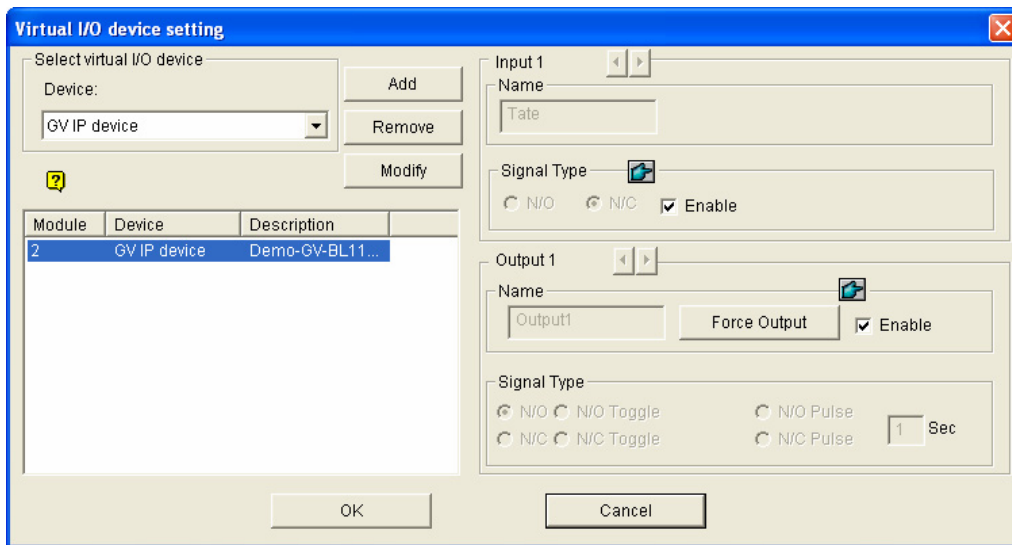 Virtual I/O device setting
Select virtual I/O device
Device:
GV IP device
Add
Remove
Modify
?
Module Device Description
2 GV IP device Demo-GV-BL11...
Input 1
Name
Tate
Signal Type
N/O N/C Enable
Output 1
Name
Output1 Force Output Enable
Signal Type
N/O N/O Toggle N/O Pulse
N/C N/C Toggle N/C Pulse
1 Sec
OK Cancel